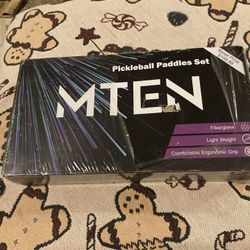 Pickleball Paddles Set
MTEN
Fiberglass
Light Weight
Comfortable Ergonomic Grip